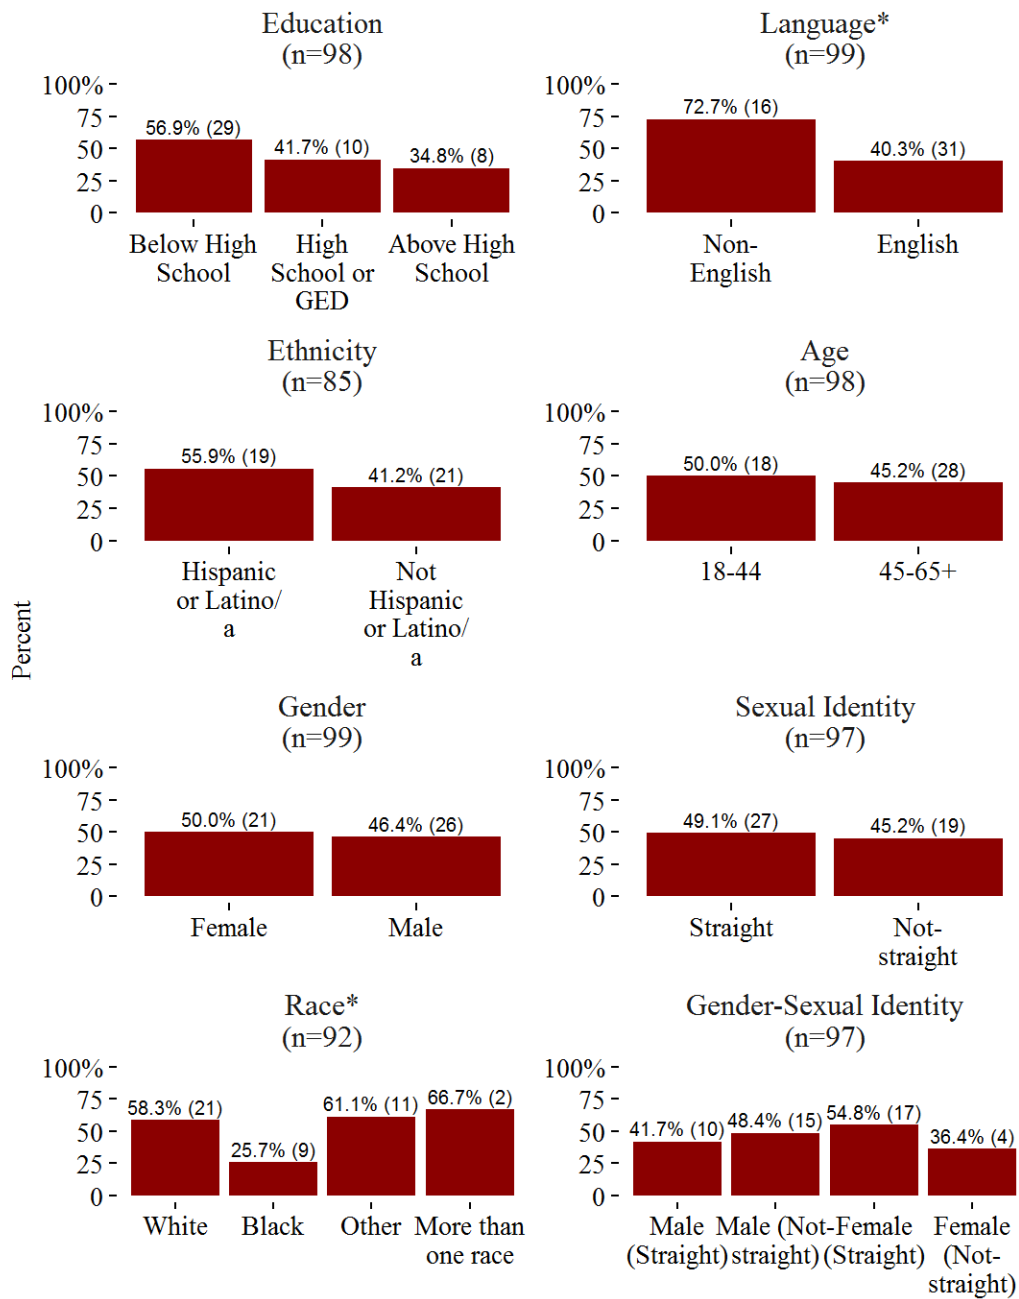 Education
(n=98)
100%
75
50
25
0
56.9% (29)
41.7% (10)
34.8% (8)
Below High
School
High
School or
GED
Above High
School
Language*
(n=99)
100%
75
50
25
0
72.7% (16)
40.3% (31)
Non-
English
English
Ethnicity
(n=85)
100%
75
50
25
0
55.9% (19)
41.2% (21)
Hispanic
or Latino/
a
Not
Hispanic
or Latino/
a
Age
(n=98)
100%
75
50
25
0
50.0% (18)
45.2% (28)
18-44
45-65+
Percent
Gender
(n=99)
100%
75
50
25
0
50.0% (21)
46.4% (26)
Female
Male
Sexual Identity
(n=97)
100%
75
50
25
0
49.1% (27)
45.2% (19)
Straight
Not-
straight
Race*
(n=92)
100%
75
50
25
0
58.3% (21)
25.7% (9)
61.1% (11)
66.7% (2)
White
Black
Other
More than
one race
Gender-Sexual Identity
(n=97)
100%
75
50
25
0
41.7% (10)
48.4% (15)
54.8% (17)
36.4% (4)
Male
(Straight)
Male (Not-
straight)
Female
(Straight)
Female
(Not-
straight)